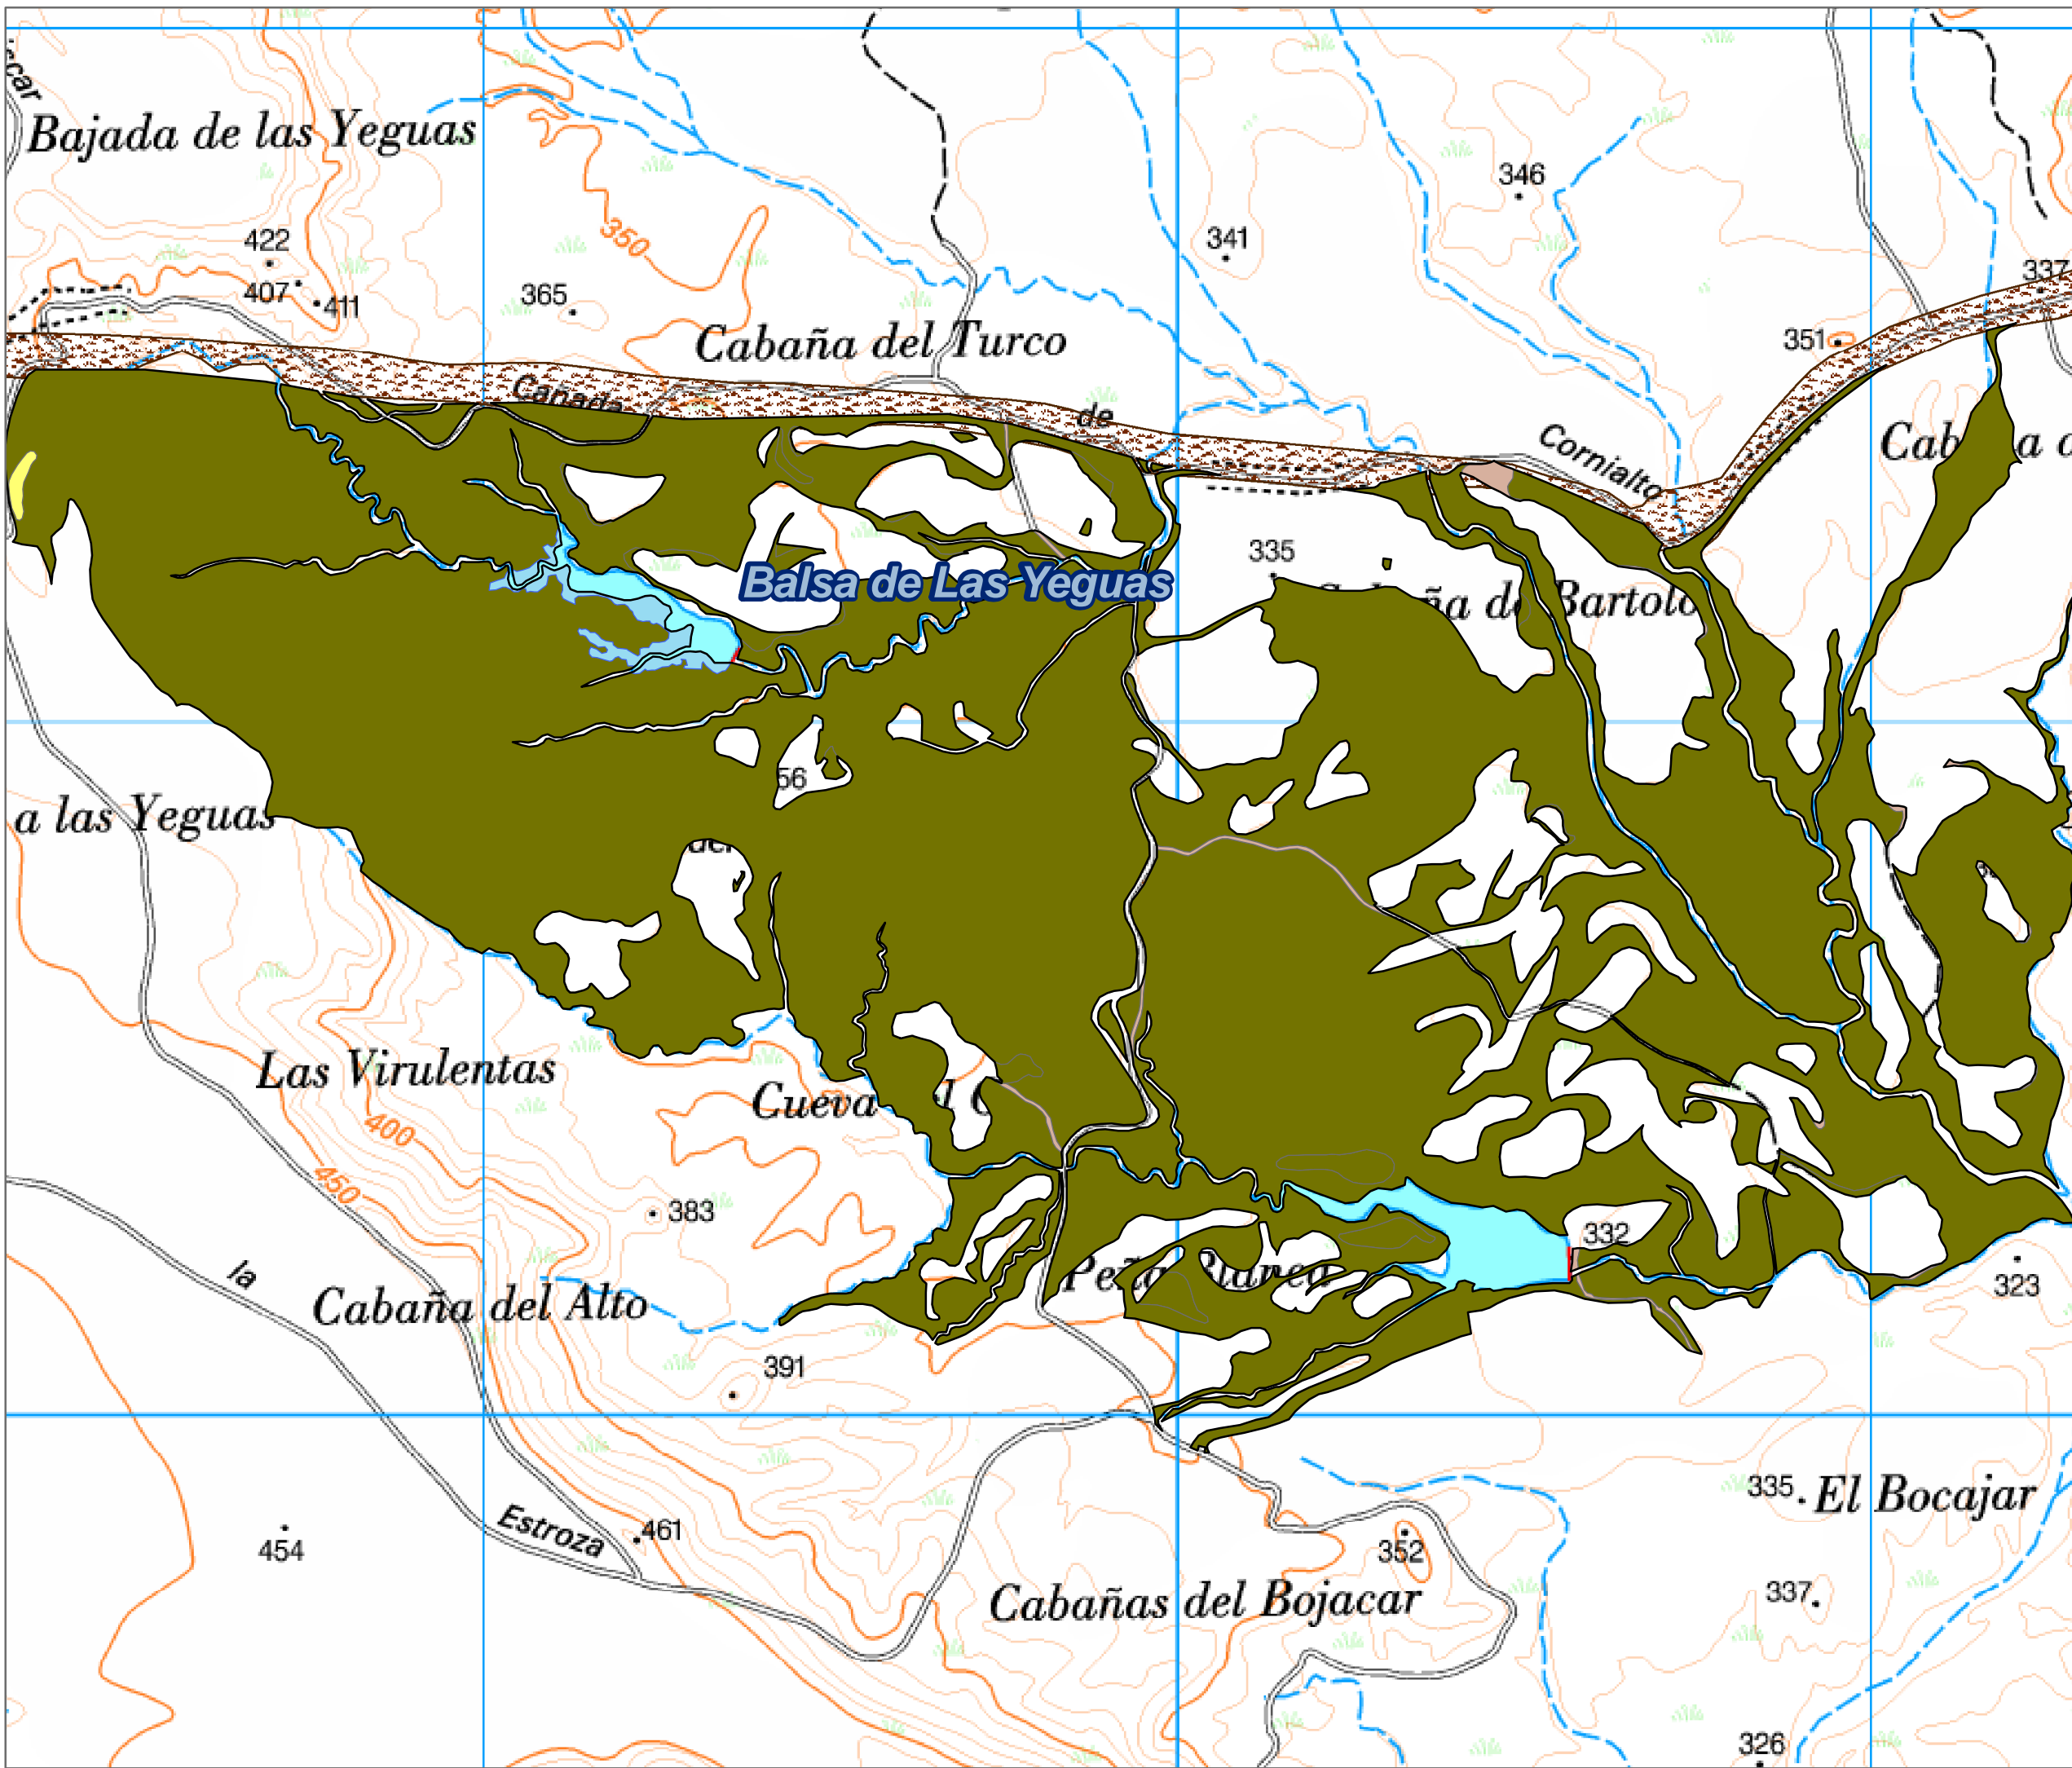 Bajada de las Yeguas
346
422
341
350
407
411
365
337
351
Cabaña del Turco
Cañada
de
Cornialto
335
Balsa de Las Yeguas
Bartolo
56
a las Yeguas
Las Virulentas
Cueva
400
450
383
332
Peña Blanca
323
la
Cabaña del Alto
391
335
El Bocajar
Estroza
461
454
352
Cabañas del Bojacar
337
326